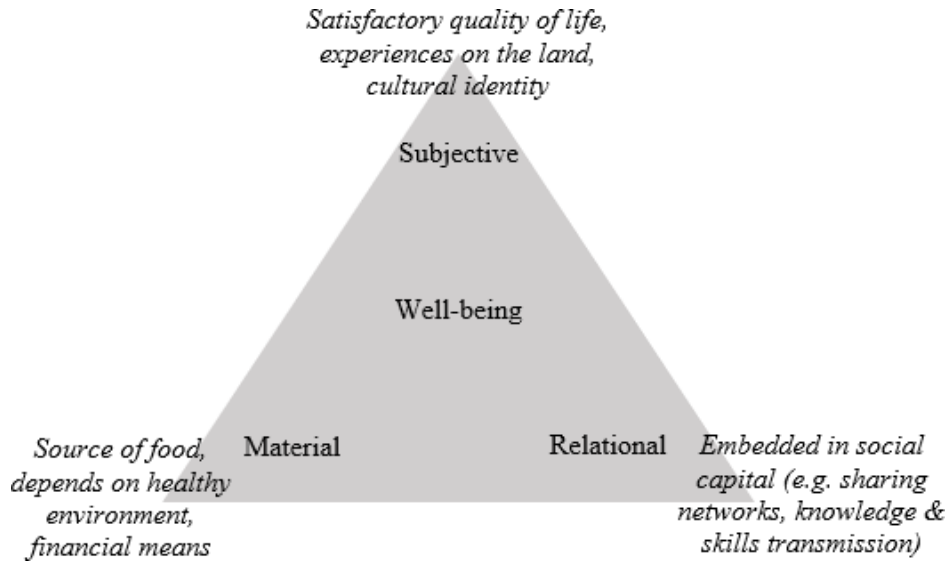 Satisfactory quality of life,
experiences on the land,
cultural identity
Subjective
Well-being
Material
Relational
Source of food,
depends on healthy
environment,
financial means
Embedded in social
capital (e.g. sharing
networks, knowledge &
skills transmission)